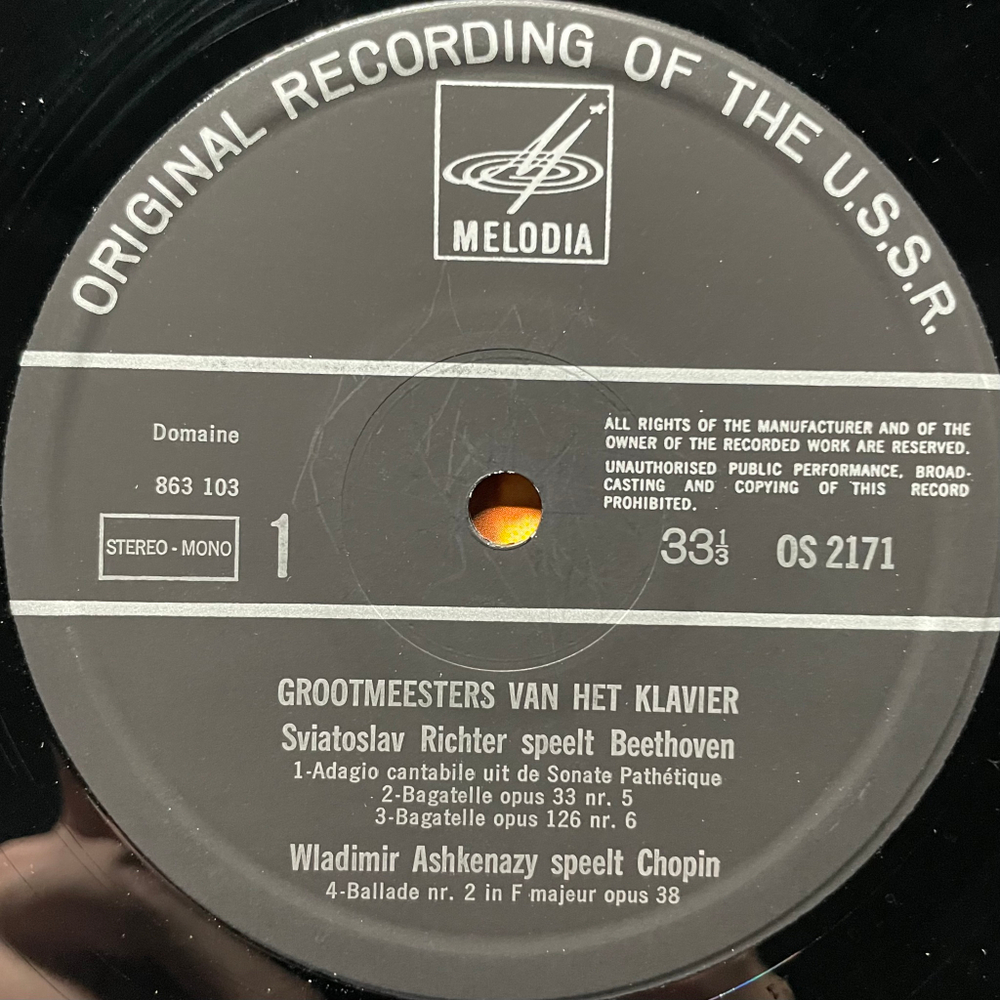 ORIGINAL RECORDING OF THE U.S.S.R.
MELODIA
Domaine
863 103
STEREO - MONO
1
ALL RIGHTS OF THE MANUFACTURER AND OF THE
OWNER OF THE RECORDED WORK ARE RESERVED.
UNAUTHORISED PUBLIC PERFORMANCE, BROAD-
CASTING AND COPYING OF THIS RECORD
PROHIBITED.
33⅓ OS 2171
GROOTMEESTERS VAN HET KLAVIER
Sviatoslav Richter speelt Beethoven
1-Adagio cantabile uit de Sonate Pathétique
2-Bagatelle opus 33 nr. 5
3-Bagatelle opus 126 nr. 6
Wladimir Ashkenazy speelt Chopin
4-Ballade nr. 2 in F majeur opus 38